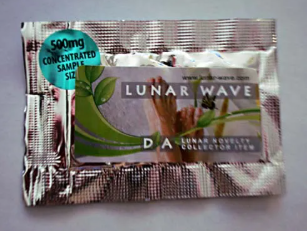 500mg
CONCENTRATED
SAMPLE
SIZE
www.lunar-wave.com
LUNAR WAVE
DA LUNAR NOVELTY
COLLECTOR ITEM